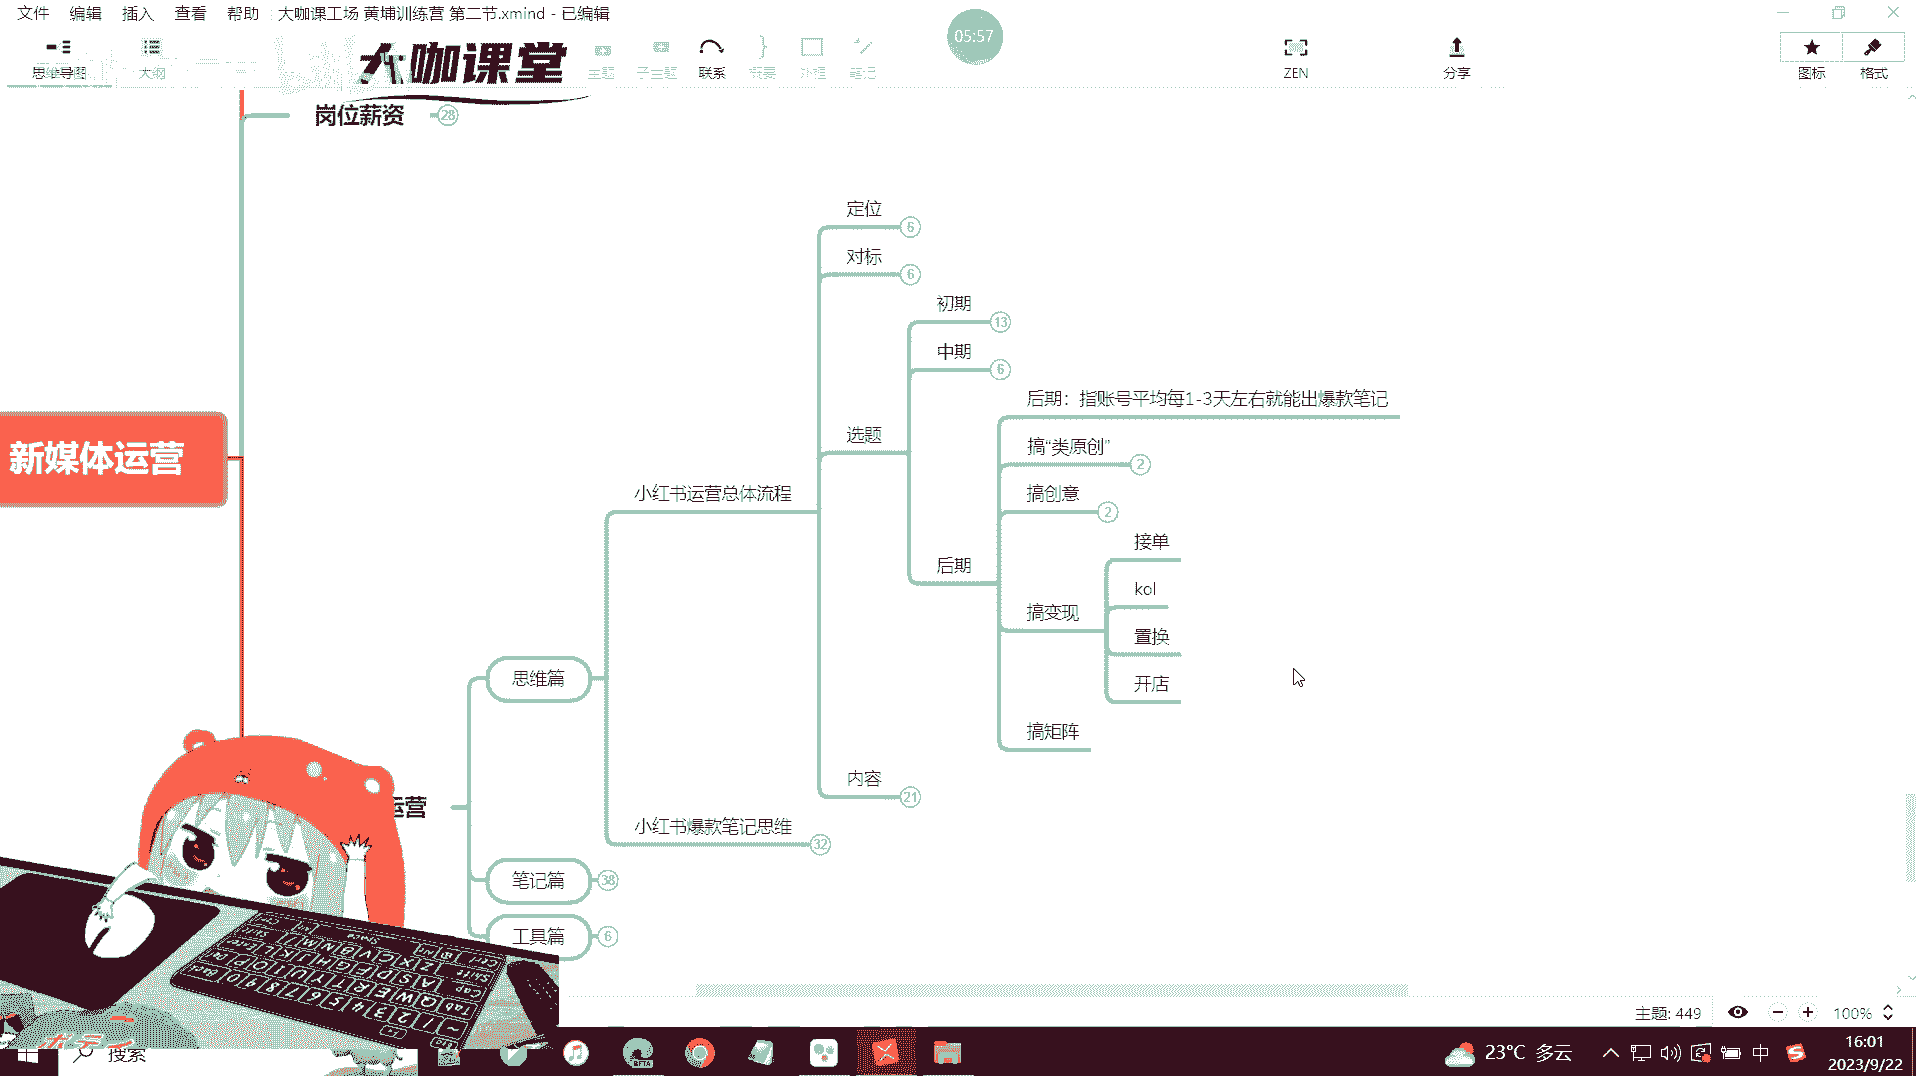 文件 编辑 插入 查看 帮助 大咖课工场 黄埔训练营 第二节.xmind - 已编辑
05:57
思维导图 大纲 大咖课堂 主题 子主题 联系 概要 外框 笔记 ZEN 分享 图标 格式
岗位薪资 28
定位 6
对标 6
初期 13
中期 6
后期：指账号平均每1-3天左右就能出爆款笔记
选题
搞“类原创” 2
新媒体运营
小红书运营总体流程
搞创意 2
接单
后期
kol
搞变现
置换
思维篇
开店
搞矩阵
内容 21
运营
小红书爆款笔记思维 32
笔记篇 38
工具篇 6
主题: 449 100%
搜索
BETA
23°C 多云 中
16:01
2023/9/22